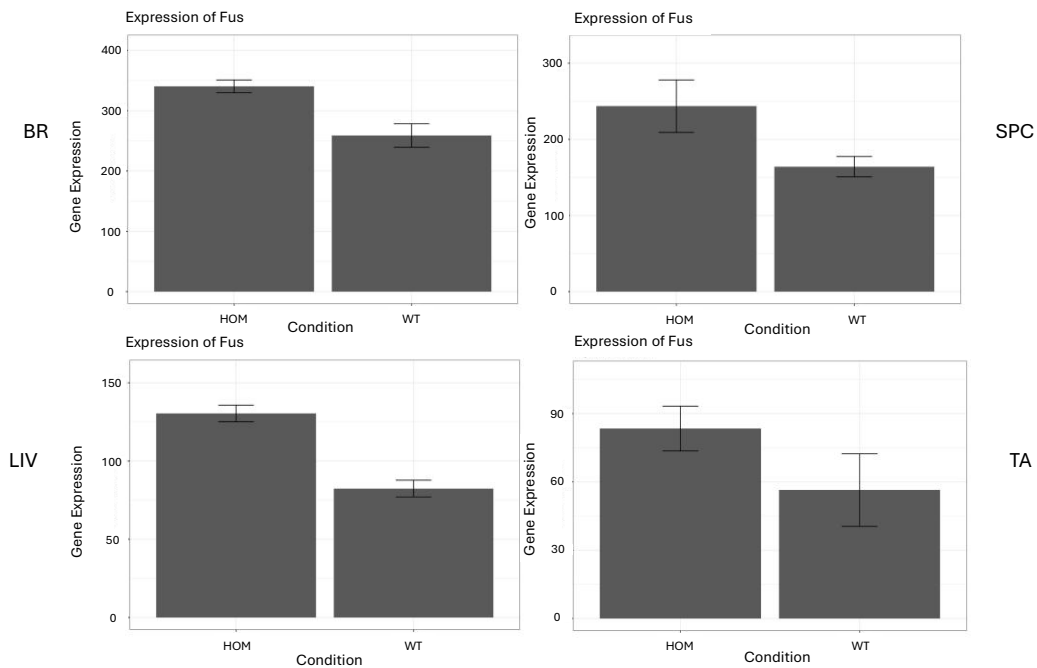 Expression of Fus
BR
Gene Expression
400
300
200
100
0
HOM
WT
Condition
Expression of Fus
SPC
Gene Expression
300
200
100
0
HOM
WT
Condition
Expression of Fus
LIV
Gene Expression
150
100
50
0
HOM
WT
Condition
Expression of Fus
TA
Gene Expression
90
60
30
0
HOM
WT
Condition